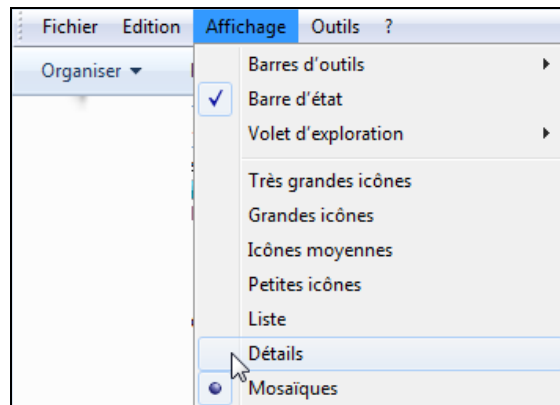 Fichier Edition Affichage Outils ?
Organiser
Barres d'outils
Barre d'état
Volet d'exploration
Très grandes icônes
Grandes icônes
Icônes moyennes
Petites icônes
Liste
Détails
Mosaïques